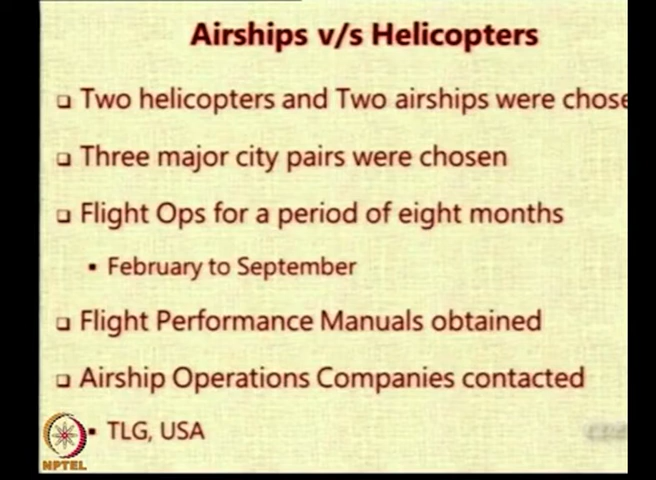 Airships v/s Helicopters
Two helicopters and Two airships were chose
Three major city pairs were chosen
Flight Ops for a period of eight months
February to September
Flight Performance Manuals obtained
Airship Operations Companies contacted
TLG, USA
NPTEL